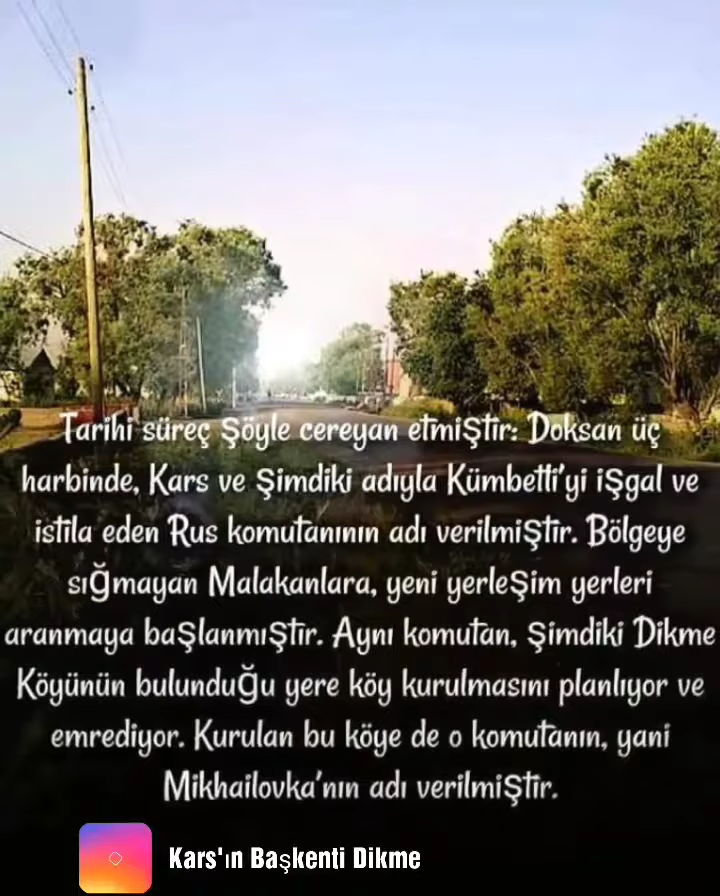 Tarihi süreç Şöyle cereyan etmiŞtir: Doksan üç
harbinde, Kars ve Şimdiki adıyla Kümbetti'yi iŞgal ve
istila eden Rus komutanının adı verilmiŞtir. Bölgeye
sıĞmayan Malakanlara, yeni yerleŞim yerleri
aranmaya baŞlanmıŞtır. Aynı komutan, Şimdiki Dikme
Köyünün bulunduĞu yere köy kurulmasını planlıyor ve
emrediyor. Kurulan bu köye de o komutanın, yani
Mikhailovka'nın adı verilmiŞtir.
Kars'ın Başkenti Dikme